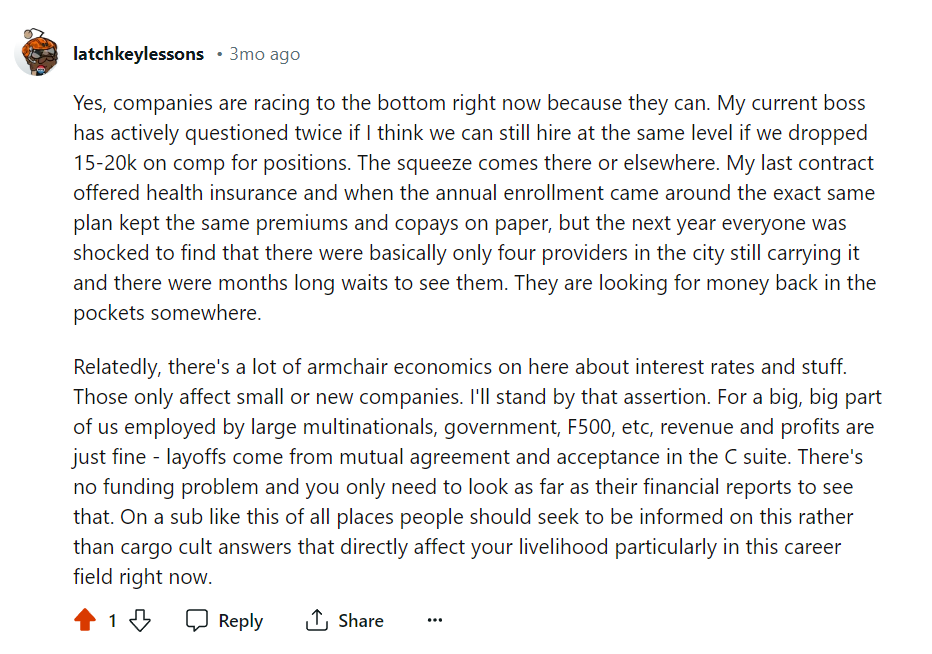 latchkeylessons • 3mo ago
Yes, companies are racing to the bottom right now because they can. My current boss
has actively questioned twice if I think we can still hire at the same level if we dropped
15-20k on comp for positions. The squeeze comes there or elsewhere. My last contract
offered health insurance and when the annual enrollment came around the exact same
plan kept the same premiums and copays on paper, but the next year everyone was
shocked to find that there were basically only four providers in the city still carrying it
and there were months long waits to see them. They are looking for money back in the
pockets somewhere.
Relatedly, there's a lot of armchair economics on here about interest rates and stuff.
Those only affect small or new companies. I'll stand by that assertion. For a big, big part
of us employed by large multinationals, government, F500, etc, revenue and profits are
just fine - layoffs come from mutual agreement and acceptance in the C suite. There's
no funding problem and you only need to look as far as their financial reports to see
that. On a sub like this of all places people should seek to be informed on this rather
than cargo cult answers that directly affect your livelihood particularly in this career
field right now.
1 Reply Share ···